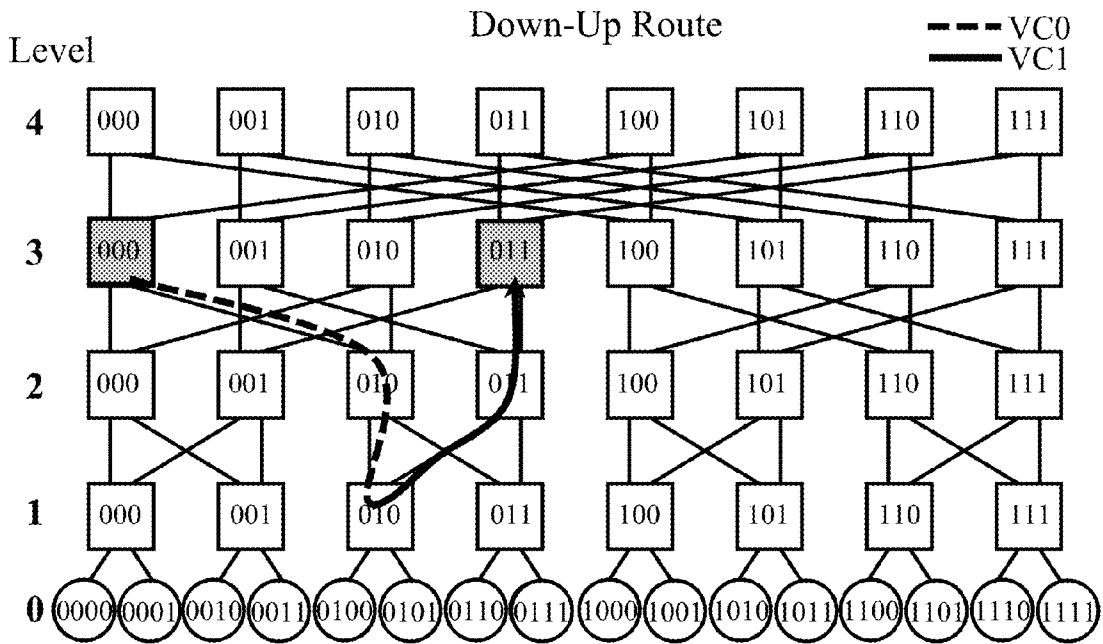 Down-Up Route
VC0
VC1
Level
4 000 001 010 011 100 101 110 111
3 000 001 010 011 100 101 110 111
2 000 001 010 011 100 101 110 111
1 000 001 010 011 100 101 110 111
0 0000 0001 0010 0011 0100 0101 0110 0111 1000 1001 1010 1011 1100 1101 1110 1111